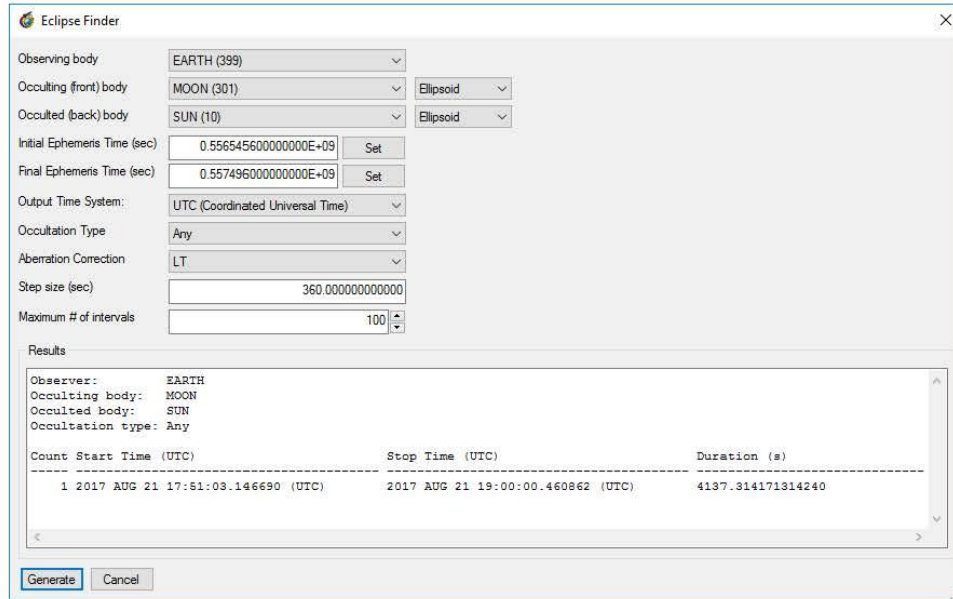 Eclipse Finder
Observing body EARTH (399)
Occulting (front) body MOON (301) Ellipsoid
Occulted (back) body SUN (10) Ellipsoid
Initial Ephemeris Time (sec) 0.556545600000000E+09 Set
Final Ephemeris Time (sec) 0.557496000000000E+09 Set
Output Time System: UTC (Coordinated Universal Time)
Occultation Type Any
Aberration Correction LT
Step size (sec) 360.000000000000
Maximum # of intervals 100
Results
Observer: EARTH
Occulting body: MOON
Occulted body: SUN
Occultation type: Any
Count Start Time (UTC) Stop Time (UTC) Duration (s)
----- ---------------------------------------- ---------------------------------------- ------------------------------
1 2017 AUG 21 17:51:03.146690 (UTC) 2017 AUG 21 19:00:00.460862 (UTC) 4137.314171314240
Generate Cancel